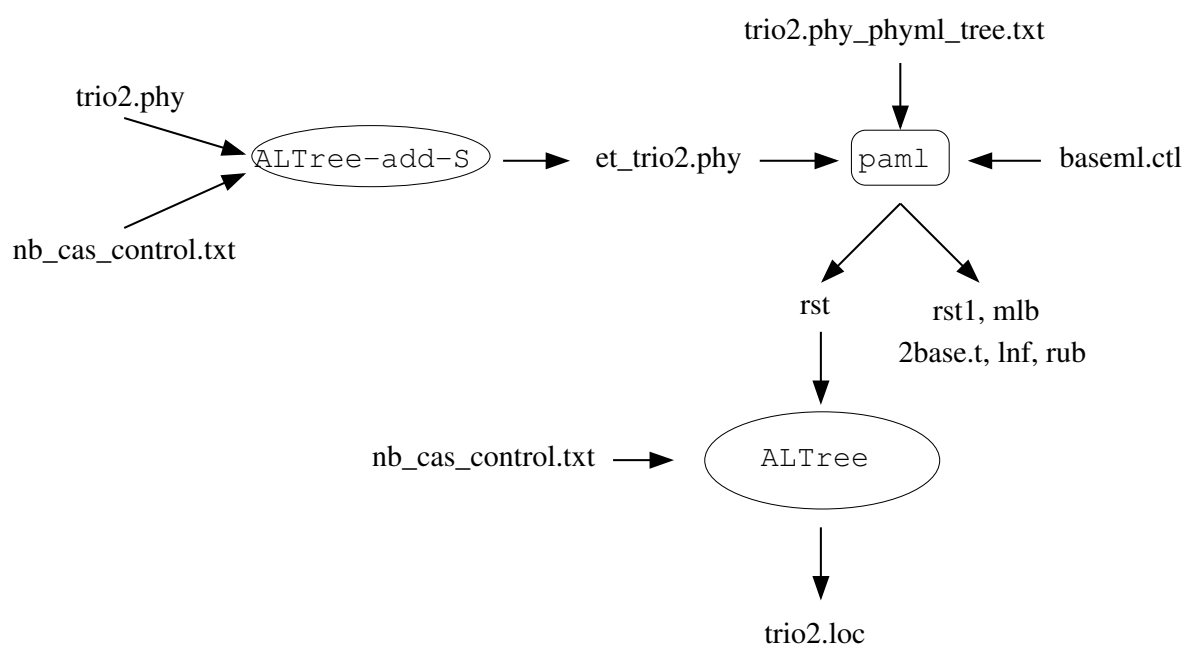 trio2.phy_phyml_tree.txt
trio2.phy
ALTree-add-S
et_trio2.phy
paml
baseml.ctl
nb_cas_control.txt
rst
rst1, mlb
2base.t, lnf, rub
nb_cas_control.txt
ALTree
trio2.loc